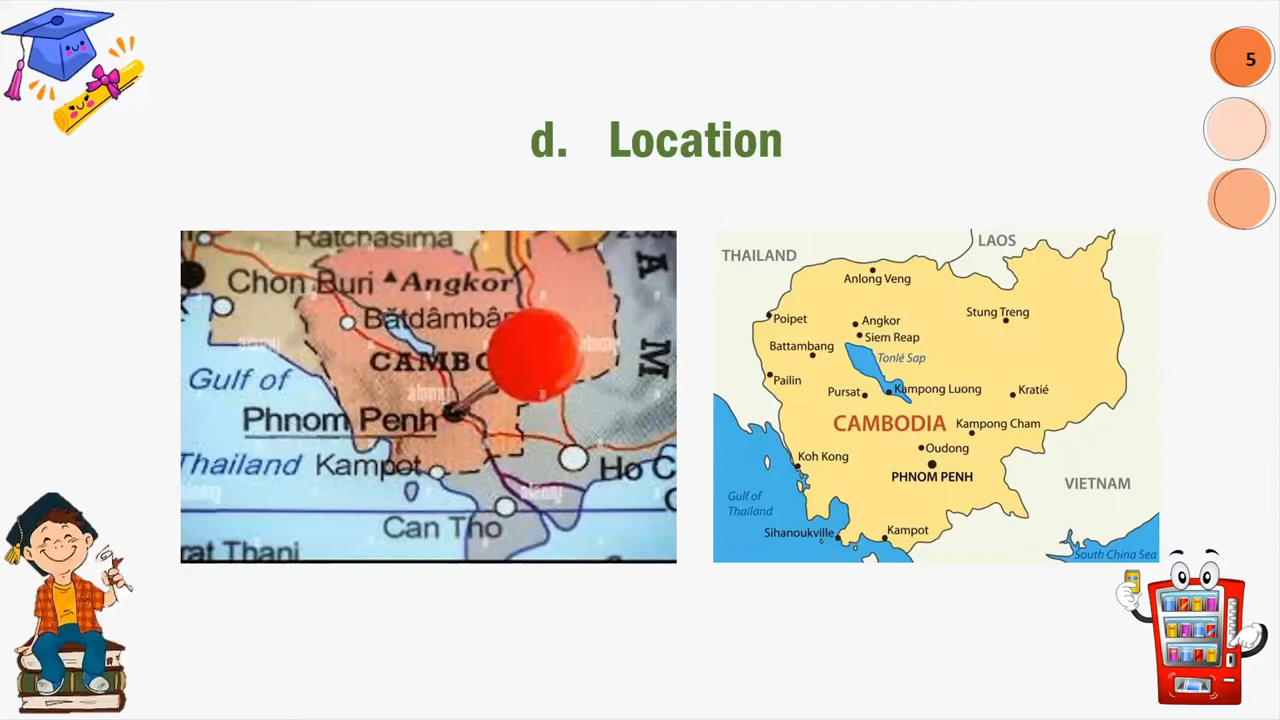 5
d. Location
Ratchasima
Chon Buri
Angkor
Bătdâmbâ
CAMBO
Gulf of
Phnom Penh
Thailand
Kampot
Ho C
Can Tho
rat Thani
A
M
alamy
THAILAND
LAOS
Anlong Veng
Poipet
Angkor
Siem Reap
Stung Treng
Battambang
Tonlé Sap
Pailin
Pursat
Kampong Luong
Kratié
CAMBODIA
Kampong Cham
Oudong
Koh Kong
PHNOM PENH
VIETNAM
Gulf of
Thailand
Sihanoukville
Kampot
South China Sea